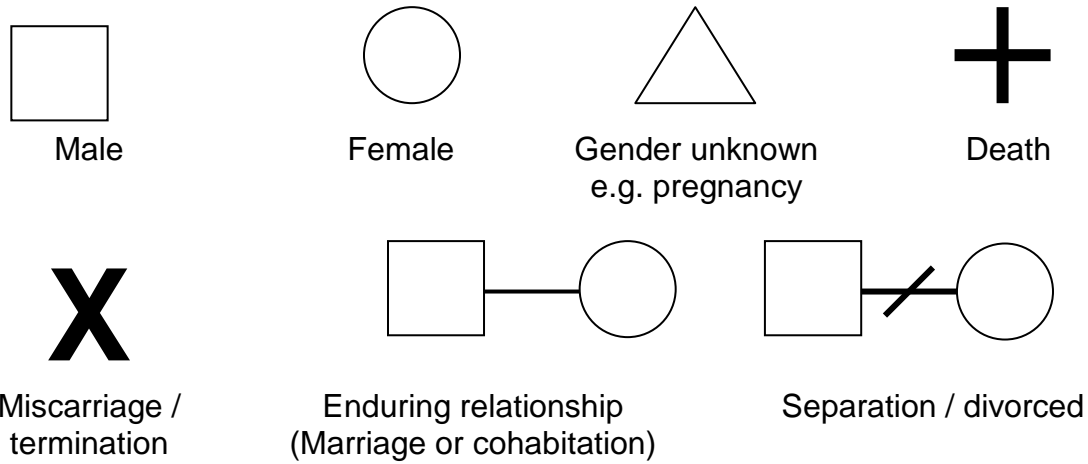 Male
Female
Gender unknown
e.g. pregnancy
Death
X
Miscarriage /
termination
Enduring relationship
(Marriage or cohabitation)
Separation / divorced